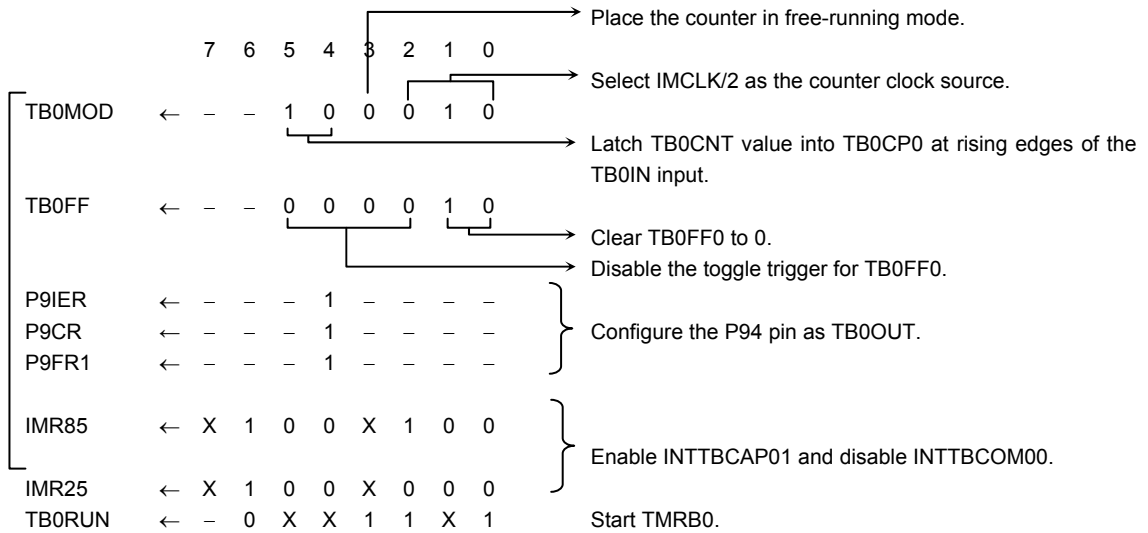 Place the counter in free-running mode.
7 6 5 4 3 2 1 0
Select IMCLK/2 as the counter clock source.
TB0MOD ← – – 1 0 0 0 1 0
Latch TB0CNT value into TB0CP0 at rising edges of the
TB0IN input.
TB0FF ← – – 0 0 0 0 1 0
Clear TB0FF0 to 0.
Disable the toggle trigger for TB0FF0.
P9IER ← – – – 1 – – – –
P9CR ← – – – 1 – – – –
Configure the P94 pin as TB0OUT.
P9FR1 ← – – – 1 – – – –
IMR85 ← X 1 0 0 X 1 0 0
Enable INTTBCAP01 and disable INTTBCOM00.
IMR25 ← X 1 0 0 X 0 0 0
TB0RUN ← – 0 X X 1 1 X 1 Start TMRB0.